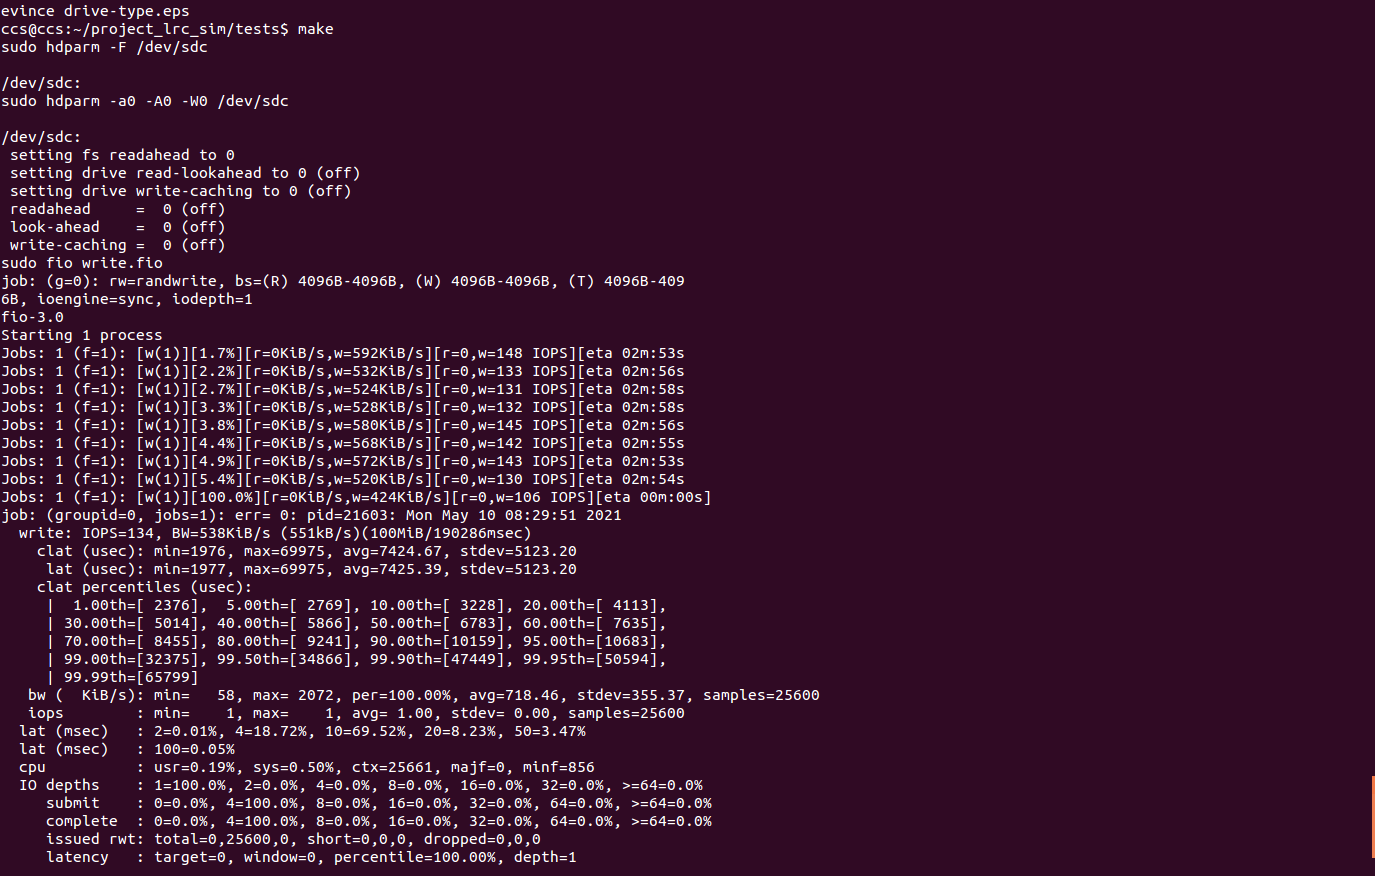 evince drive-type.eps
ccs@ccs:~/project_lrc_sim/tests$ make
sudo hdparm -F /dev/sdc
/dev/sdc:
sudo hdparm -a0 -A0 -W0 /dev/sdc
/dev/sdc:
 setting fs readahead to 0
 setting drive read-lookahead to 0 (off)
 setting drive write-caching to 0 (off)
 readahead     =  0 (off)
 look-ahead    =  0 (off)
 write-caching =  0 (off)
sudo fio write.fio
job: (g=0): rw=randwrite, bs=(R) 4096B-4096B, (W) 4096B-4096B, (T) 4096B-409
6B, ioengine=sync, iodepth=1
fio-3.0
Starting 1 process
Jobs: 1 (f=1): [w(1)][1.7%][r=0KiB/s,w=592KiB/s][r=0,w=148 IOPS][eta 02m:53s
Jobs: 1 (f=1): [w(1)][2.2%][r=0KiB/s,w=532KiB/s][r=0,w=133 IOPS][eta 02m:56s
Jobs: 1 (f=1): [w(1)][2.7%][r=0KiB/s,w=524KiB/s][r=0,w=131 IOPS][eta 02m:58s
Jobs: 1 (f=1): [w(1)][3.3%][r=0KiB/s,w=528KiB/s][r=0,w=132 IOPS][eta 02m:58s
Jobs: 1 (f=1): [w(1)][3.8%][r=0KiB/s,w=580KiB/s][r=0,w=145 IOPS][eta 02m:56s
Jobs: 1 (f=1): [w(1)][4.4%][r=0KiB/s,w=568KiB/s][r=0,w=142 IOPS][eta 02m:55s
Jobs: 1 (f=1): [w(1)][4.9%][r=0KiB/s,w=572KiB/s][r=0,w=143 IOPS][eta 02m:53s
Jobs: 1 (f=1): [w(1)][5.4%][r=0KiB/s,w=520KiB/s][r=0,w=130 IOPS][eta 02m:54s
Jobs: 1 (f=1): [w(1)][100.0%][r=0KiB/s,w=424KiB/s][r=0,w=106 IOPS][eta 00m:00s]
job: (groupid=0, jobs=1): err= 0: pid=21603: Mon May 10 08:29:51 2021
  write: IOPS=134, BW=538KiB/s (551kB/s)(100MiB/190286msec)
    clat (usec): min=1976, max=69975, avg=7424.67, stdev=5123.20
     lat (usec): min=1977, max=69975, avg=7425.39, stdev=5123.20
    clat percentiles (usec):
     |  1.00th=[ 2376],  5.00th=[ 2769], 10.00th=[ 3228], 20.00th=[ 4113],
     | 30.00th=[ 5014], 40.00th=[ 5866], 50.00th=[ 6783], 60.00th=[ 7635],
     | 70.00th=[ 8455], 80.00th=[ 9241], 90.00th=[10159], 95.00th=[10683],
     | 99.00th=[32375], 99.50th=[34866], 99.90th=[47449], 99.95th=[50594],
     | 99.99th=[65799]
   bw (  KiB/s): min=   58, max= 2072, per=100.00%, avg=718.46, stdev=355.37, samples=25600
   iops        : min=    1, max=    1, avg= 1.00, stdev= 0.00, samples=25600
  lat (msec)   : 2=0.01%, 4=18.72%, 10=69.52%, 20=8.23%, 50=3.47%
  lat (msec)   : 100=0.05%
  cpu          : usr=0.19%, sys=0.50%, ctx=25661, majf=0, minf=856
  IO depths    : 1=100.0%, 2=0.0%, 4=0.0%, 8=0.0%, 16=0.0%, 32=0.0%, >=64=0.0%
     submit    : 0=0.0%, 4=100.0%, 8=0.0%, 16=0.0%, 32=0.0%, 64=0.0%, >=64=0.0%
     complete  : 0=0.0%, 4=100.0%, 8=0.0%, 16=0.0%, 32=0.0%, 64=0.0%, >=64=0.0%
     issued rwt: total=0,25600,0, short=0,0,0, dropped=0,0,0
     latency   : target=0, window=0, percentile=100.00%, depth=1